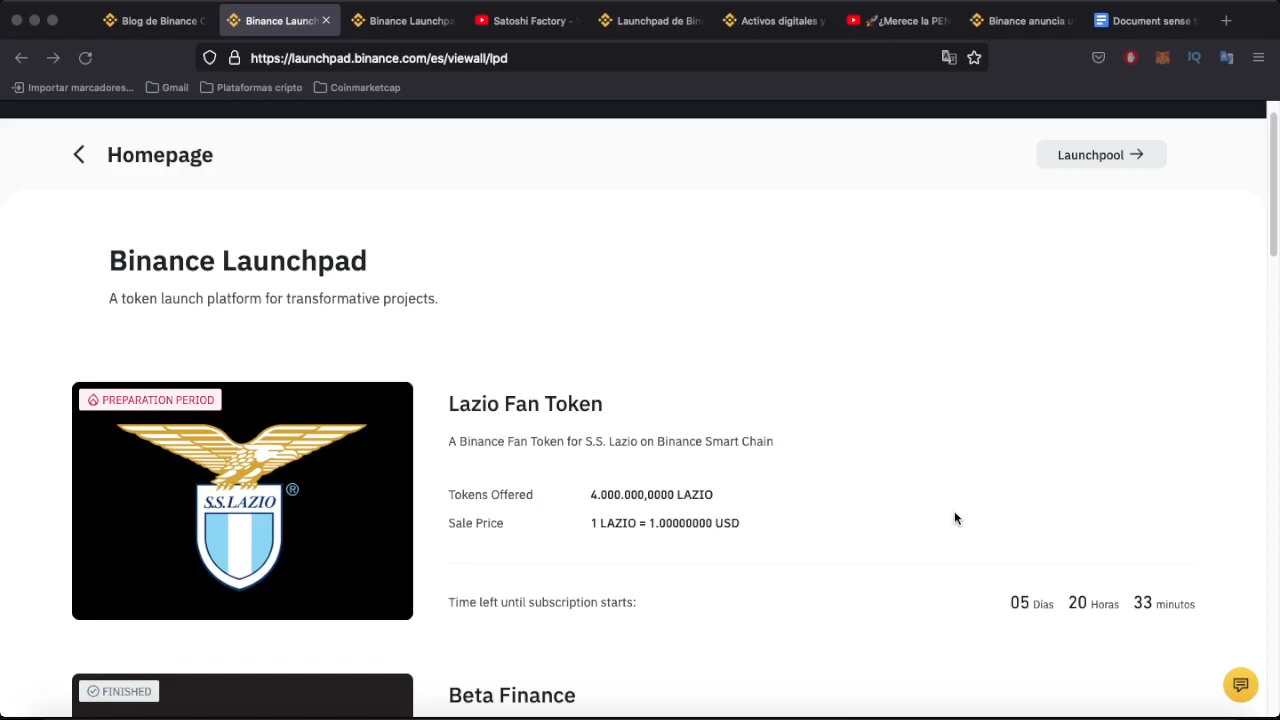 Blog de Binance C
Binance Launch
Binance Launchpa
Satoshi Factory -
Launchpad de Bin
Activos digitales y
🚀¿Merece la PEN
Binance anuncia u
Document sense t
https://launchpad.binance.com/es/viewall/lpd
Importar marcadores...
Gmail
Plataformas cripto
Coinmarketcap
Homepage
Launchpool →
Binance Launchpad
A token launch platform for transformative projects.
PREPARATION PERIOD
S.S.LAZIO
®
Lazio Fan Token
A Binance Fan Token for S.S. Lazio on Binance Smart Chain
Tokens Offered 4.000.000,0000 LAZIO
Sale Price 1 LAZIO = 1.00000000 USD
Time left until subscription starts: 05 Días 20 Horas 33 minutos
FINISHED
Beta Finance